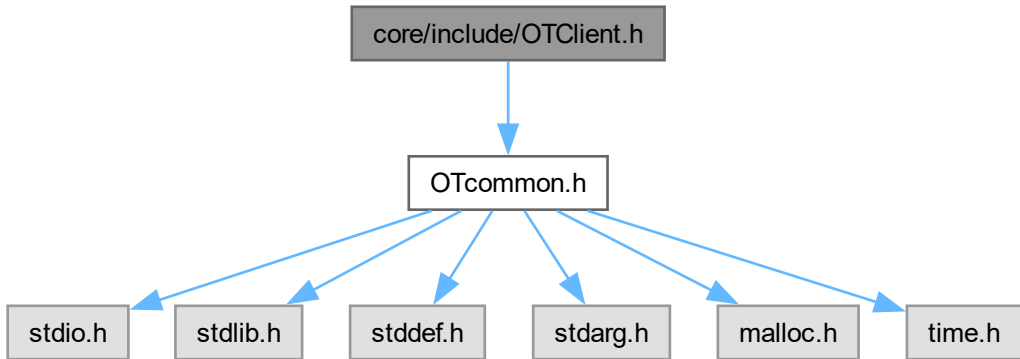 core/include/OTClient.h
OTcommon.h
stdio.h
stdlib.h
stddef.h
stdarg.h
malloc.h
time.h